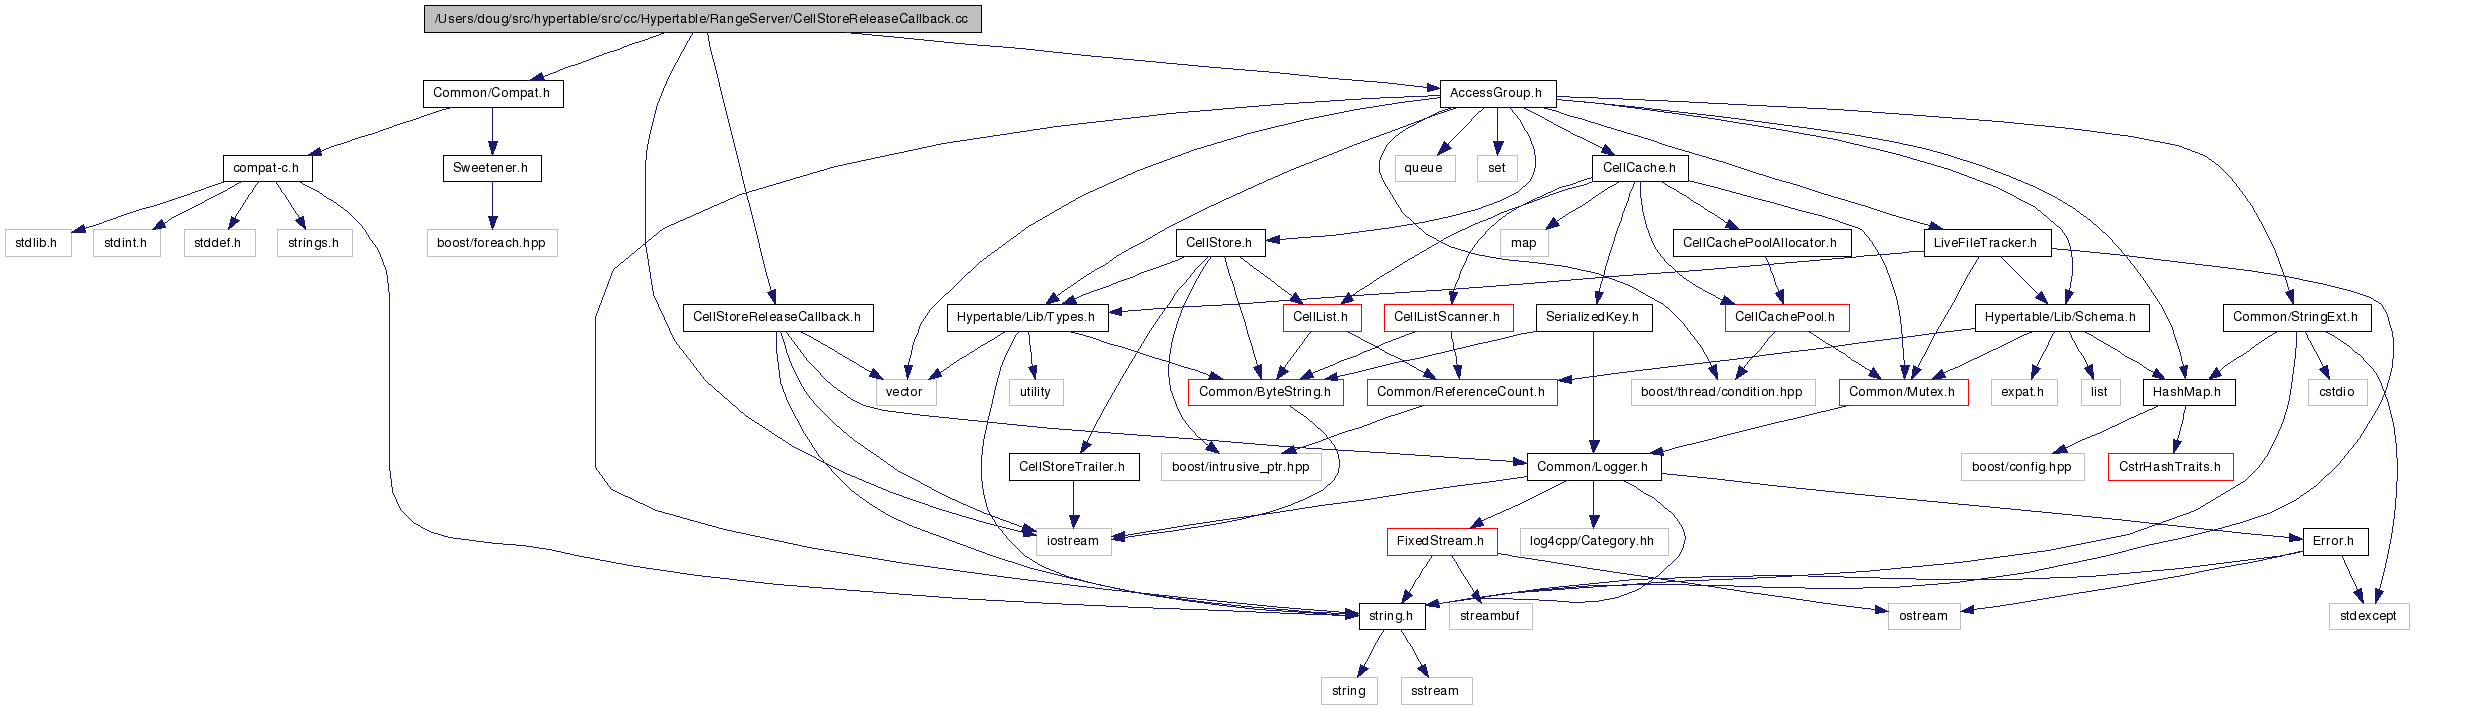 /Users/doug/src/hypertable/src/cc/Hypertable/RangeServer/CellStoreReleaseCallback.cc
Common/Compat.h
AccessGroup.h
compat-c.h
Sweetener.h
queue
set
CellCache.h
stdlib.h
stdint.h
stddef.h
strings.h
boost/foreach.hpp
CellStore.h
map
CellCachePoolAllocator.h
LiveFileTracker.h
CellStoreReleaseCallback.h
Hypertable/Lib/Types.h
CellList.h
CellListScanner.h
SerializedKey.h
CellCachePool.h
Hypertable/Lib/Schema.h
Common/StringExt.h
vector
utility
Common/ByteString.h
Common/ReferenceCount.h
boost/thread/condition.hpp
Common/Mutex.h
expat.h
list
HashMap.h
cstdio
CellStoreTrailer.h
boost/intrusive_ptr.hpp
Common/Logger.h
boost/config.hpp
CstrHashTraits.h
iostream
FixedStream.h
log4cpp/Category.hh
Error.h
string.h
streambuf
ostream
stdexcept
string
sstream